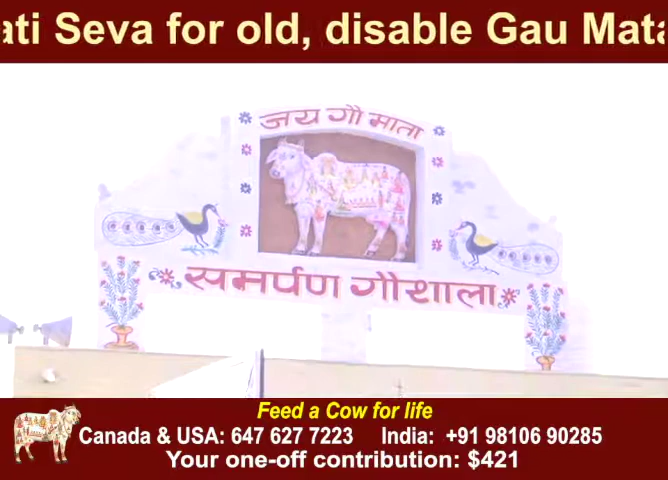 ati Seva for old, disable Gau Mata
जय गौ माता
समर्पण गौशाला
Feed a Cow for life
Canada & USA: 647 627 7223 India: +91 98106 90285
Your one-off contribution: $421